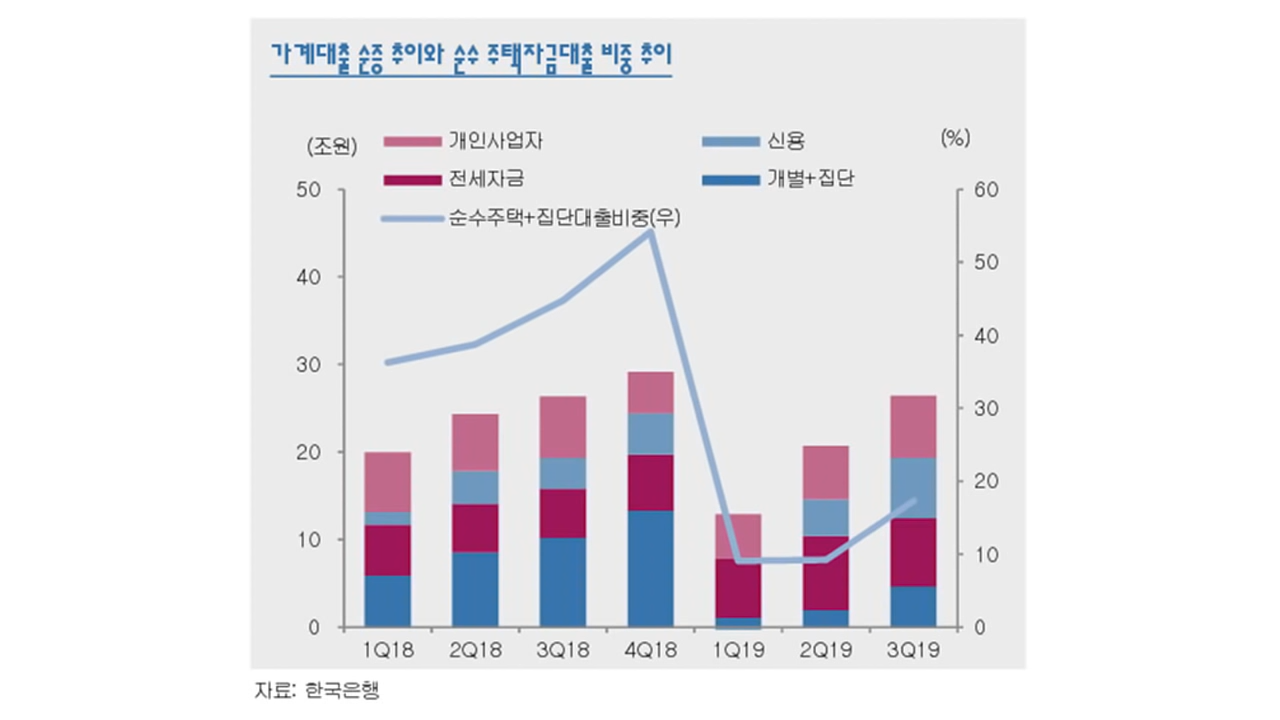 가계대출 순증 추이와 순수 주택자금대출 비중 추이
(조원) 개인사업자 신용 (%)
전세자금 개별+집단
순수주택+집단대출비중(우)
50 60
50
40
40
30
30
20
20
10
10
0 0
1Q18 2Q18 3Q18 4Q18 1Q19 2Q19 3Q19
자료: 한국은행